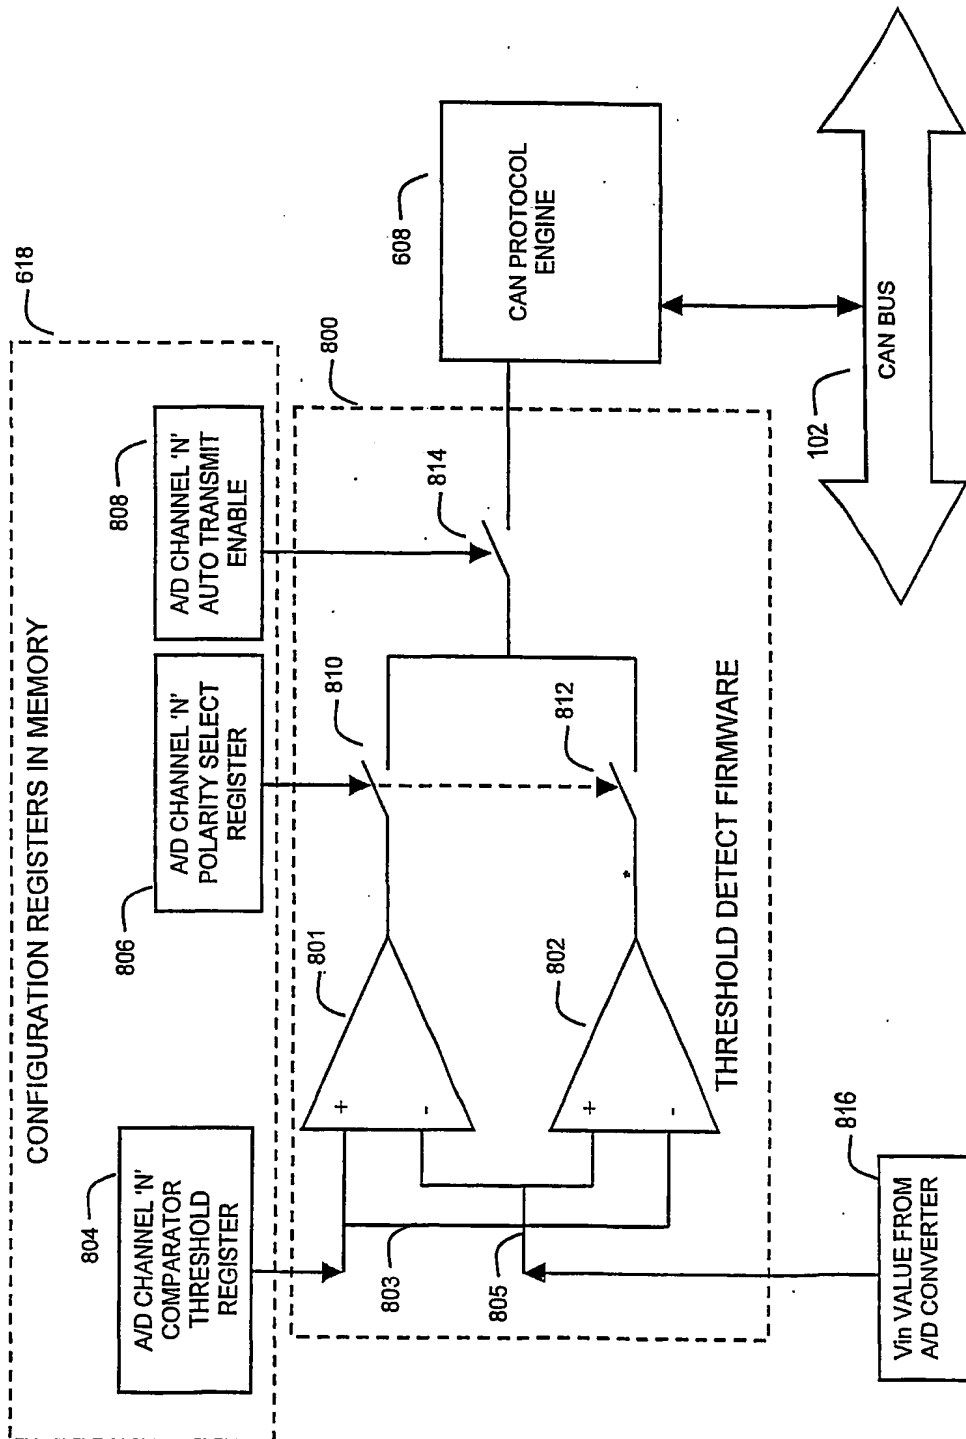 CONFIGURATION REGISTERS IN MEMORY
618
804
A/D CHANNEL 'N'
COMPARATOR
THRESHOLD
REGISTER
806
A/D CHANNEL 'N'
POLARITY SELECT
REGISTER
808
A/D CHANNEL 'N'
AUTO TRANSMIT
ENABLE
800
801
+
-
810
814
803
805
802
+
-
812
THRESHOLD DETECT FIRMWARE
608
CAN PROTOCOL
ENGINE
816
Vin VALUE FROM
A/D CONVERTER
102
CAN BUS